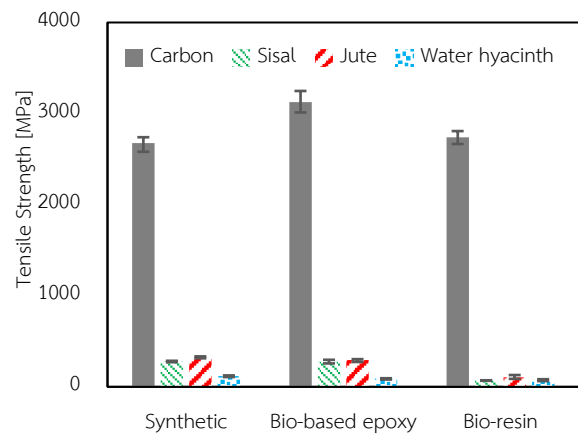 4000
Carbon Sisal Jute Water hyacinth
3000
2000
1000
0
Tensile Strength [MPa]
Synthetic Bio-based epoxy Bio-resin